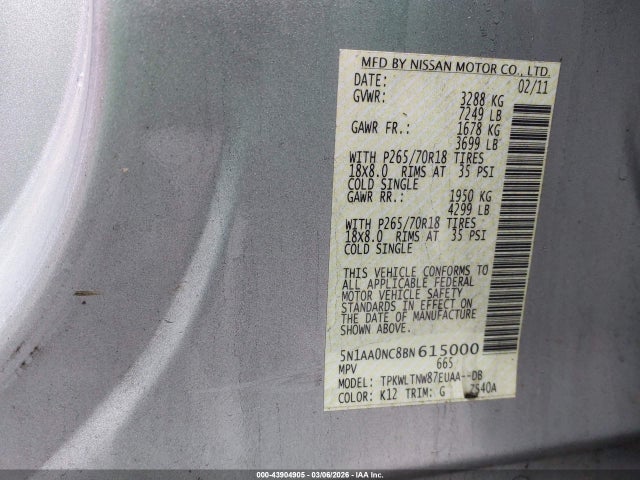 MFD BY NISSAN MOTOR CO., LTD.
DATE: 02/11
GVWR: 3288 KG
7249 LB
GAWR FR.: 1678 KG
3699 LB
WITH P265/70R18 TIRES
18X8.0 RIMS AT 35 PSI
COLD SINGLE
GAWR RR.: 1950 KG
4299 LB
WITH P265/70R18 TIRES
18X8.0 RIMS AT 35 PSI
COLD SINGLE
THIS VEHICLE CONFORMS TO
ALL APPLICABLE FEDERAL
MOTOR VEHICLE SAFETY
STANDARDS IN EFFECT ON
THE DATE OF MANUFACTURE
SHOWN ABOVE.
5N1AA0NC8BN615000
MPV 665
MODEL: TPKWLTNW87EUAA--DB
COLOR: K12 TRIM: G 7S40A
000-43904905 - 03/06/2026 - IAA Inc.